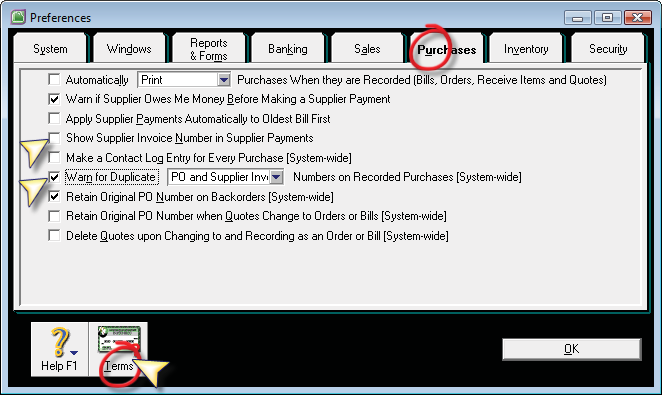 Preferences
System
Windows
Reports
& Forms
Banking
Sales
Purchases
Inventory
Security
Automatically Print Purchases When they are Recorded (Bills, Orders, Receive Items and Quotes)
Warn if Supplier Owes Me Money Before Making a Supplier Payment
Apply Supplier Payments Automatically to Oldest Bill First
Show Supplier Invoice Number in Supplier Payments
Make a Contact Log Entry for Every Purchase [System-wide]
Warn for Duplicate PO and Supplier Invo Numbers on Recorded Purchases [System-wide]
Retain Original PO Number on Backorders [System-wide]
Retain Original PO Number when Quotes Change to Orders or Bills [System-wide]
Delete Quotes upon Changing to and Recording as an Order or Bill [System-wide]
Help F1
Terms
OK